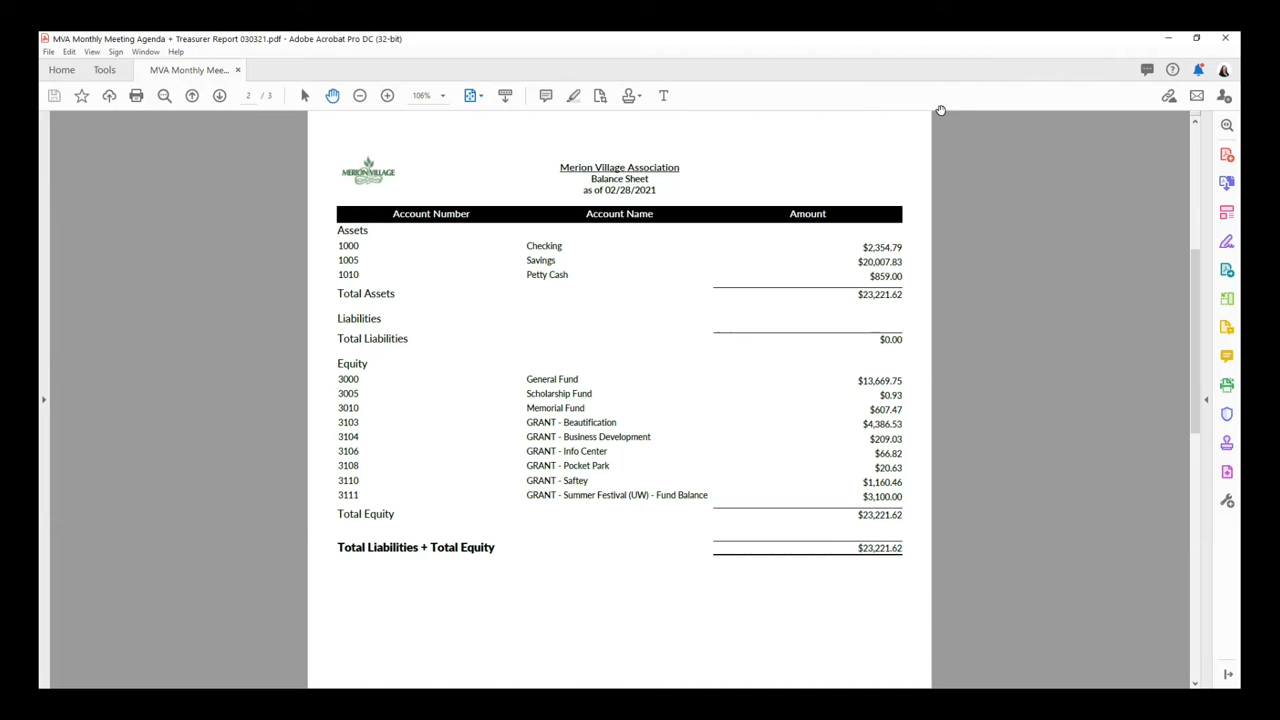 MVA Monthly Meeting Agenda + Treasurer Report 030321.pdf - Adobe Acrobat Pro DC (32-bit)
File Edit View Sign Window Help
Home Tools MVA Monthly Mee... ×
2 / 3 106%
MERION VILLAGE
Merion Village Association
Balance Sheet
as of 02/28/2021
Account Number Account Name Amount
Assets
1000 Checking $2,354.79
1005 Savings $20,007.83
1010 Petty Cash $859.00
Total Assets $23,221.62
Liabilities
Total Liabilities $0.00
Equity
3000 General Fund $13,669.75
3005 Scholarship Fund $0.93
3010 Memorial Fund $607.47
3103 GRANT - Beautification $4,386.53
3104 GRANT - Business Development $209.03
3106 GRANT - Info Center $66.82
3108 GRANT - Pocket Park $20.63
3110 GRANT - Saftey $1,160.46
3111 GRANT - Summer Festival (UW) - Fund Balance $3,100.00
Total Equity $23,221.62
Total Liabilities + Total Equity $23,221.62